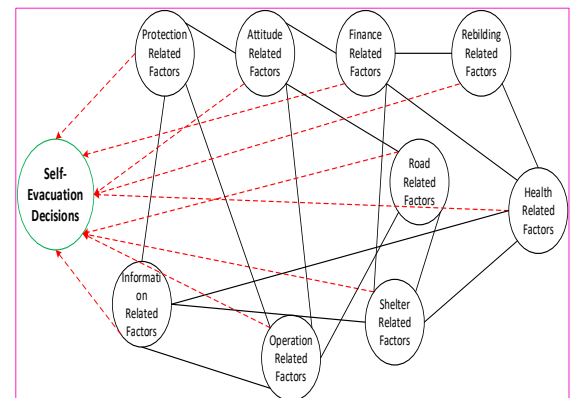 Protection
Related
Factors
Attitude
Related
Factors
Finance
Related
Factors
Rebilding
Related
Factors
Self-
Evacuation
Decisions
Road
Related
Factors
Health
Related
Factors
Informati
on
Related
Factors
Operation
Related
Factors
Shelter
Related
Factors